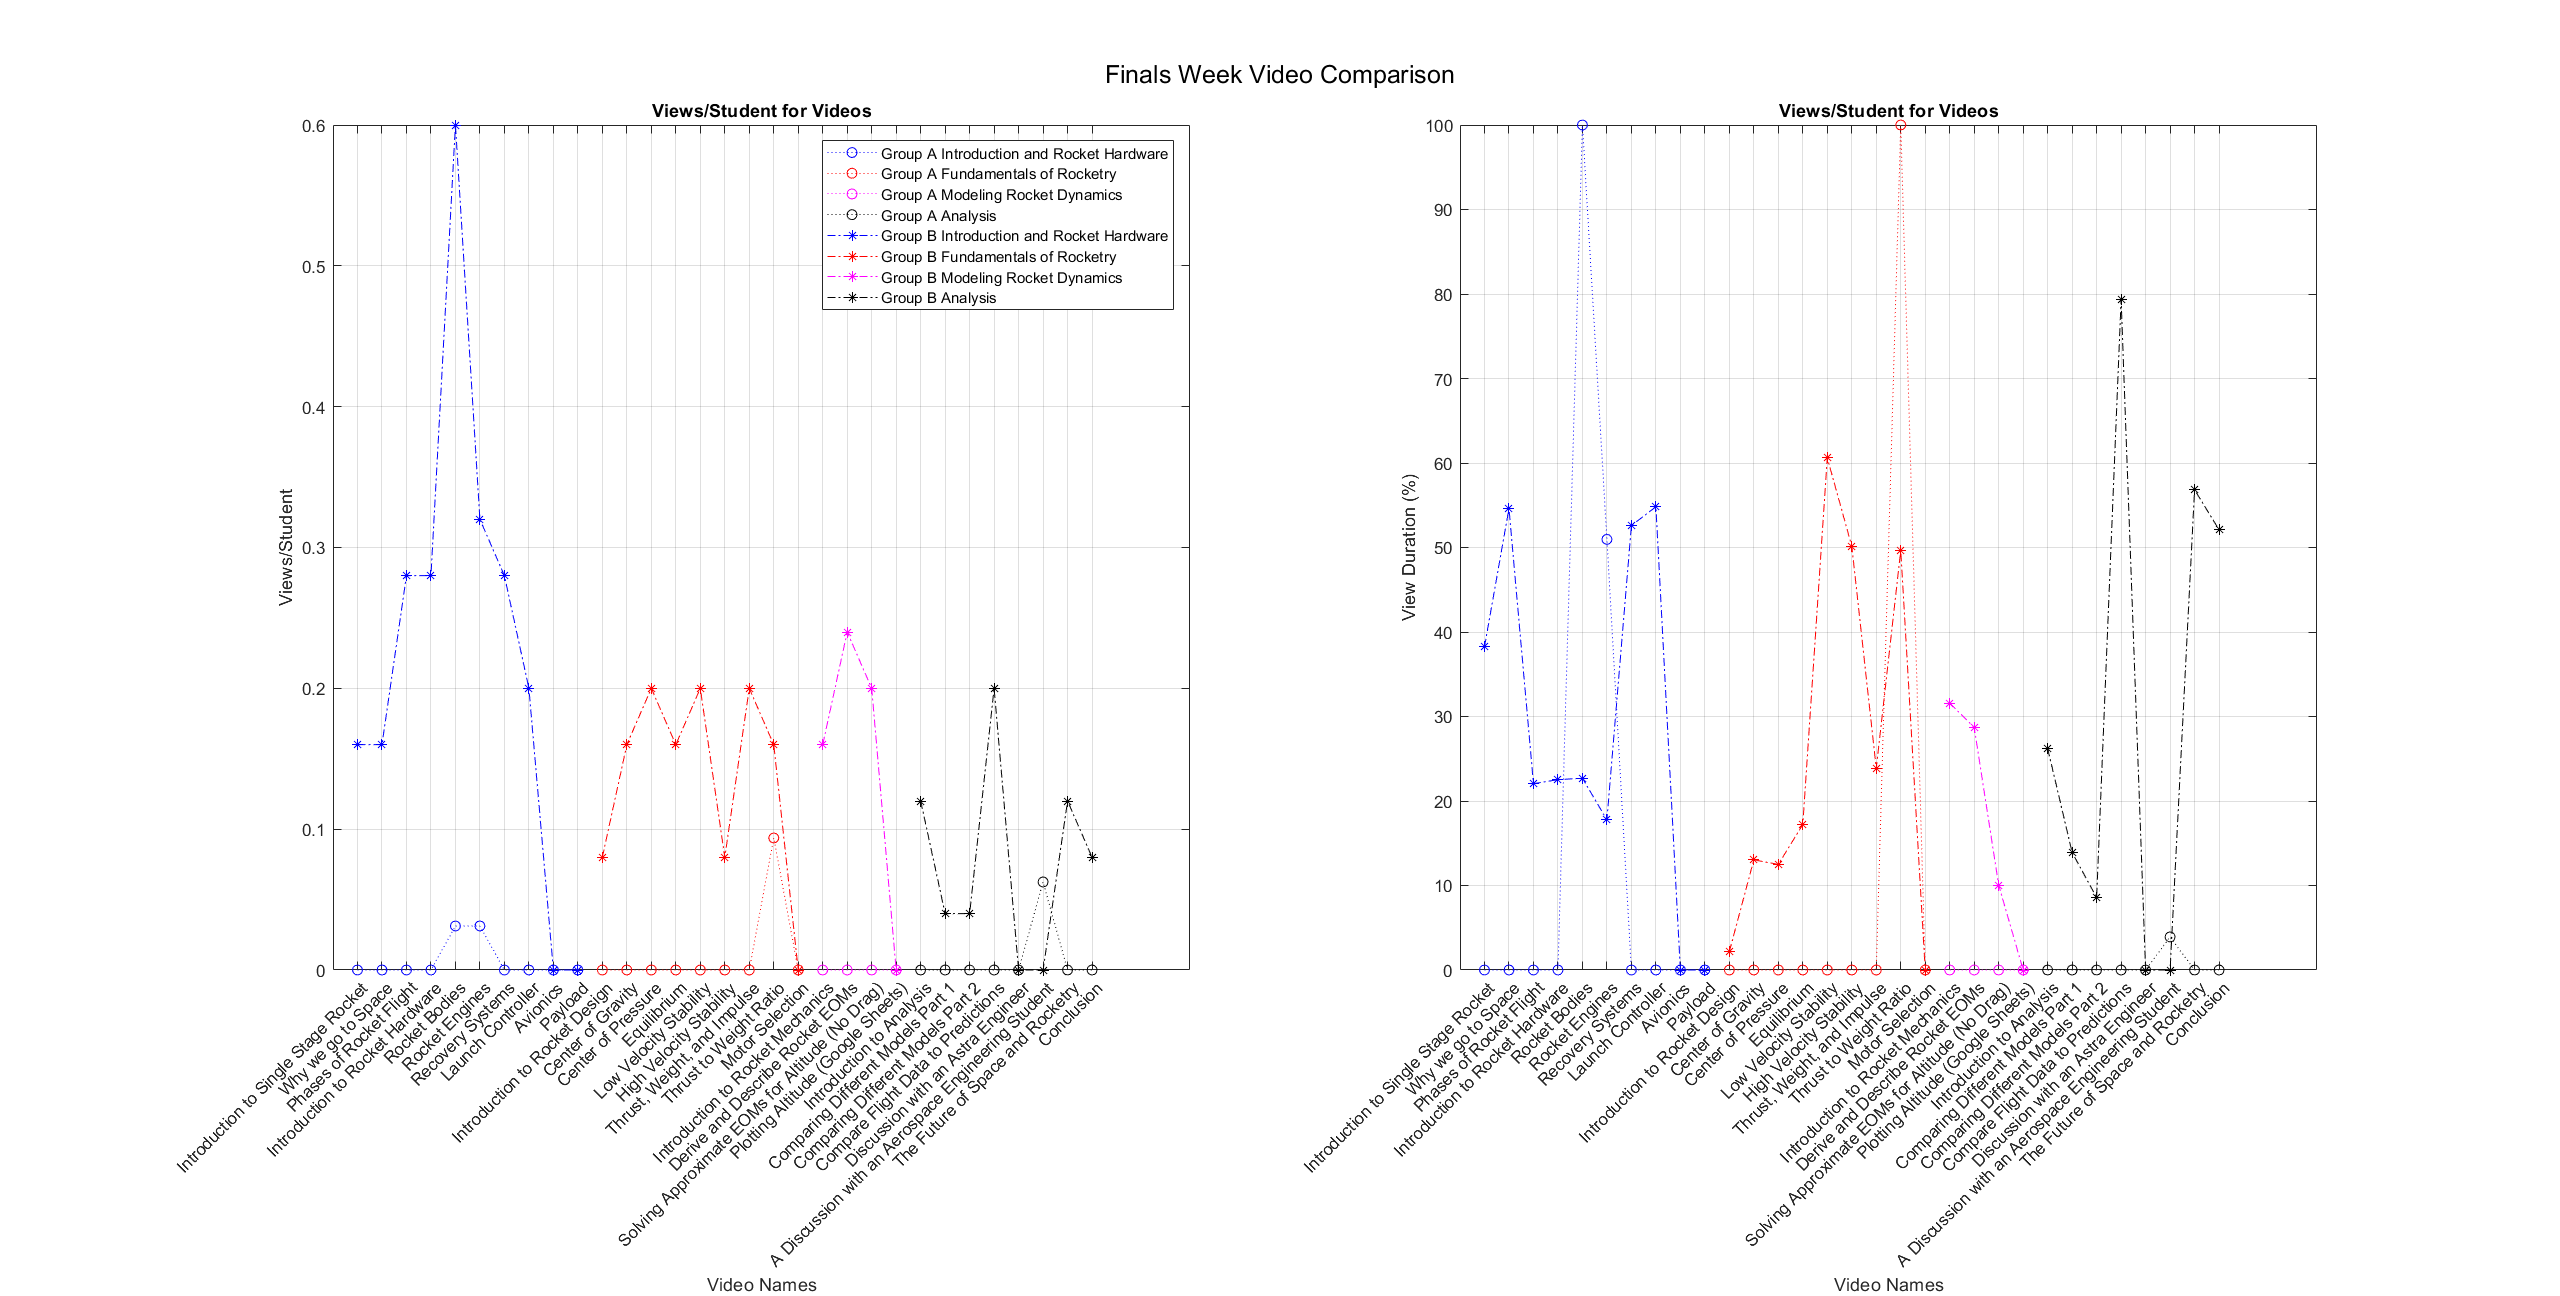 Finals Week Video Comparison
Views/Student for Videos
0.6
0.5
0.4
0.3
0.2
0.1
0
Views/Student
Group A Introduction and Rocket Hardware
Group A Fundamentals of Rocketry
Group A Modeling Rocket Dynamics
Group A Analysis
Group B Introduction and Rocket Hardware
Group B Fundamentals of Rocketry
Group B Modeling Rocket Dynamics
Group B Analysis
Introduction to Single Stage Rocket
Why we go to Space
Phases of Rocket Flight
Introduction to Rocket Hardware
Rocket Bodies
Rocket Engines
Recovery Systems
Launch Controller
Avionics
Payload
Introduction to Rocket Design
Center of Gravity
Center of Pressure
Equilibrium
Low Velocity Stability
High Velocity Stability
Thrust, Weight, and Impulse
Thrust to Weight Ratio
Motor Selection
Introduction to Rocket Mechanics
Derive and Describe Rocket EOMs
Solving Approximate EOMs for Altitude (No Drag)
Plotting Altitude (Google Sheets)
Introduction to Analysis
Comparing Different Models Part 1
Comparing Different Models Part 2
Compare Flight Data to Predictions
Discussion with an Astra Engineer
A Discussion with an Aerospace Engineering Student
The Future of Space and Rocketry
Conclusion
Video Names
Views/Student for Videos
100
90
80
70
60
50
40
30
20
10
0
View Duration (%)
Introduction to Single Stage Rocket
Why we go to Space
Phases of Rocket Flight
Introduction to Rocket Hardware
Rocket Bodies
Rocket Engines
Recovery Systems
Launch Controller
Avionics
Payload
Introduction to Rocket Design
Center of Gravity
Center of Pressure
Equilibrium
Low Velocity Stability
High Velocity Stability
Thrust, Weight, and Impulse
Thrust to Weight Ratio
Motor Selection
Introduction to Rocket Mechanics
Derive and Describe Rocket EOMs
Solving Approximate EOMs for Altitude (No Drag)
Plotting Altitude (Google Sheets)
Introduction to Analysis
Comparing Different Models Part 1
Comparing Different Models Part 2
Compare Flight Data to Predictions
Discussion with an Astra Engineer
A Discussion with an Aerospace Engineering Student
The Future of Space and Rocketry
Conclusion
Video Names